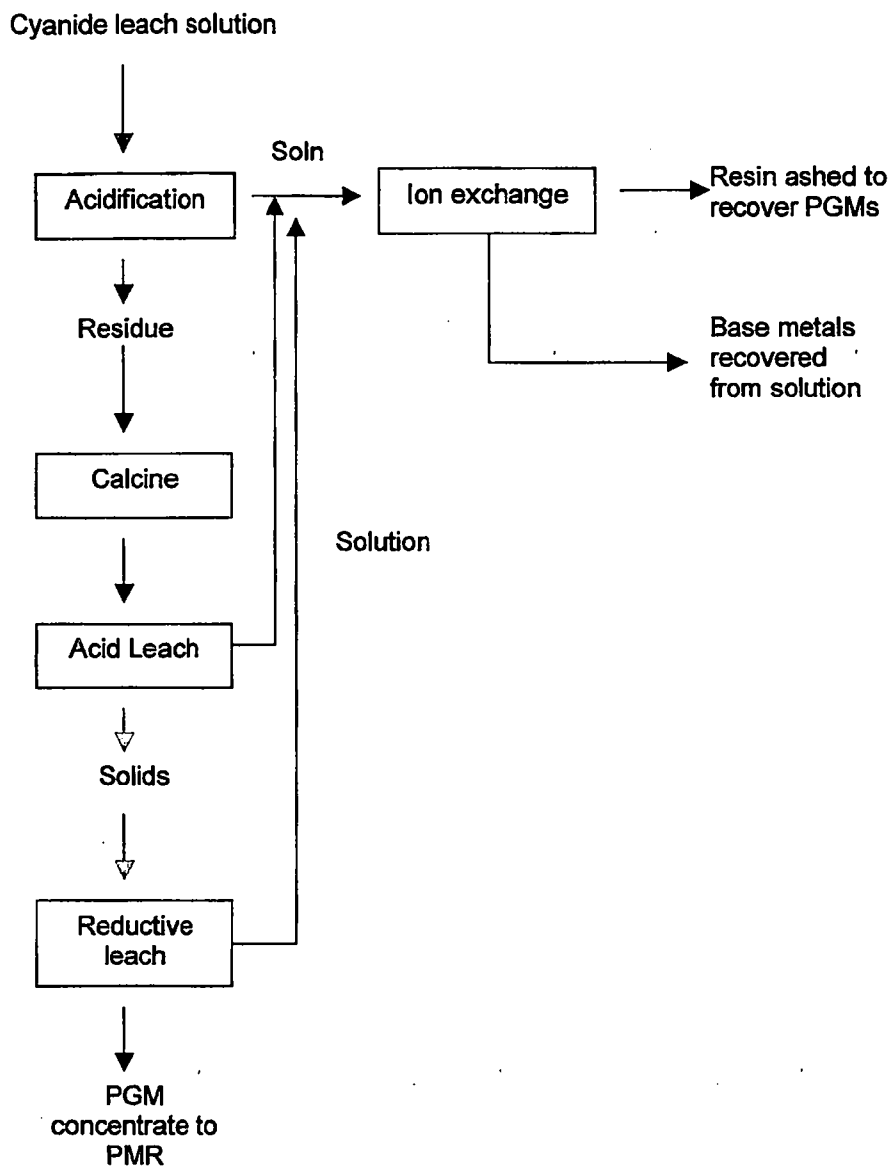 Cyanide leach solution
Soln
Acidification
Ion exchange
Resin ashed to
recover PGMs
Residue
Base metals
recovered
from solution
Calcine
Solution
Acid Leach
Solids
Reductive
leach
PGM
concentrate to
PMR